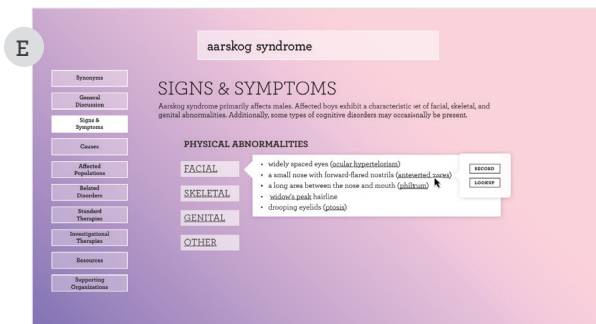 E
aarskog syndrome
Synonyms
General
Discussion
Signs &
Symptoms
Causes
Affected
Populations
Related
Disorders
Standard
Therapies
Investigational
Therapies
Resources
Supporting
Organizations
SIGNS & SYMPTOMS
Aarskog syndrome primarily affects males. Affected boys exhibit a characteristic set of facial, skeletal, and
genital abnormalities. Additionally, some types of cognitive disorders may occasionally be present.
PHYSICAL ABNORMALITIES
FACIAL
SKELETAL
GENITAL
OTHER
• widely spaced eyes (ocular hypertelorism)
• a small nose with forward-flared nostrils (anteverted nares)
• a long area between the nose and mouth (philtrum)
• widow's peak hairline
• drooping eyelids (ptosis)
RECORD
LOOKUP